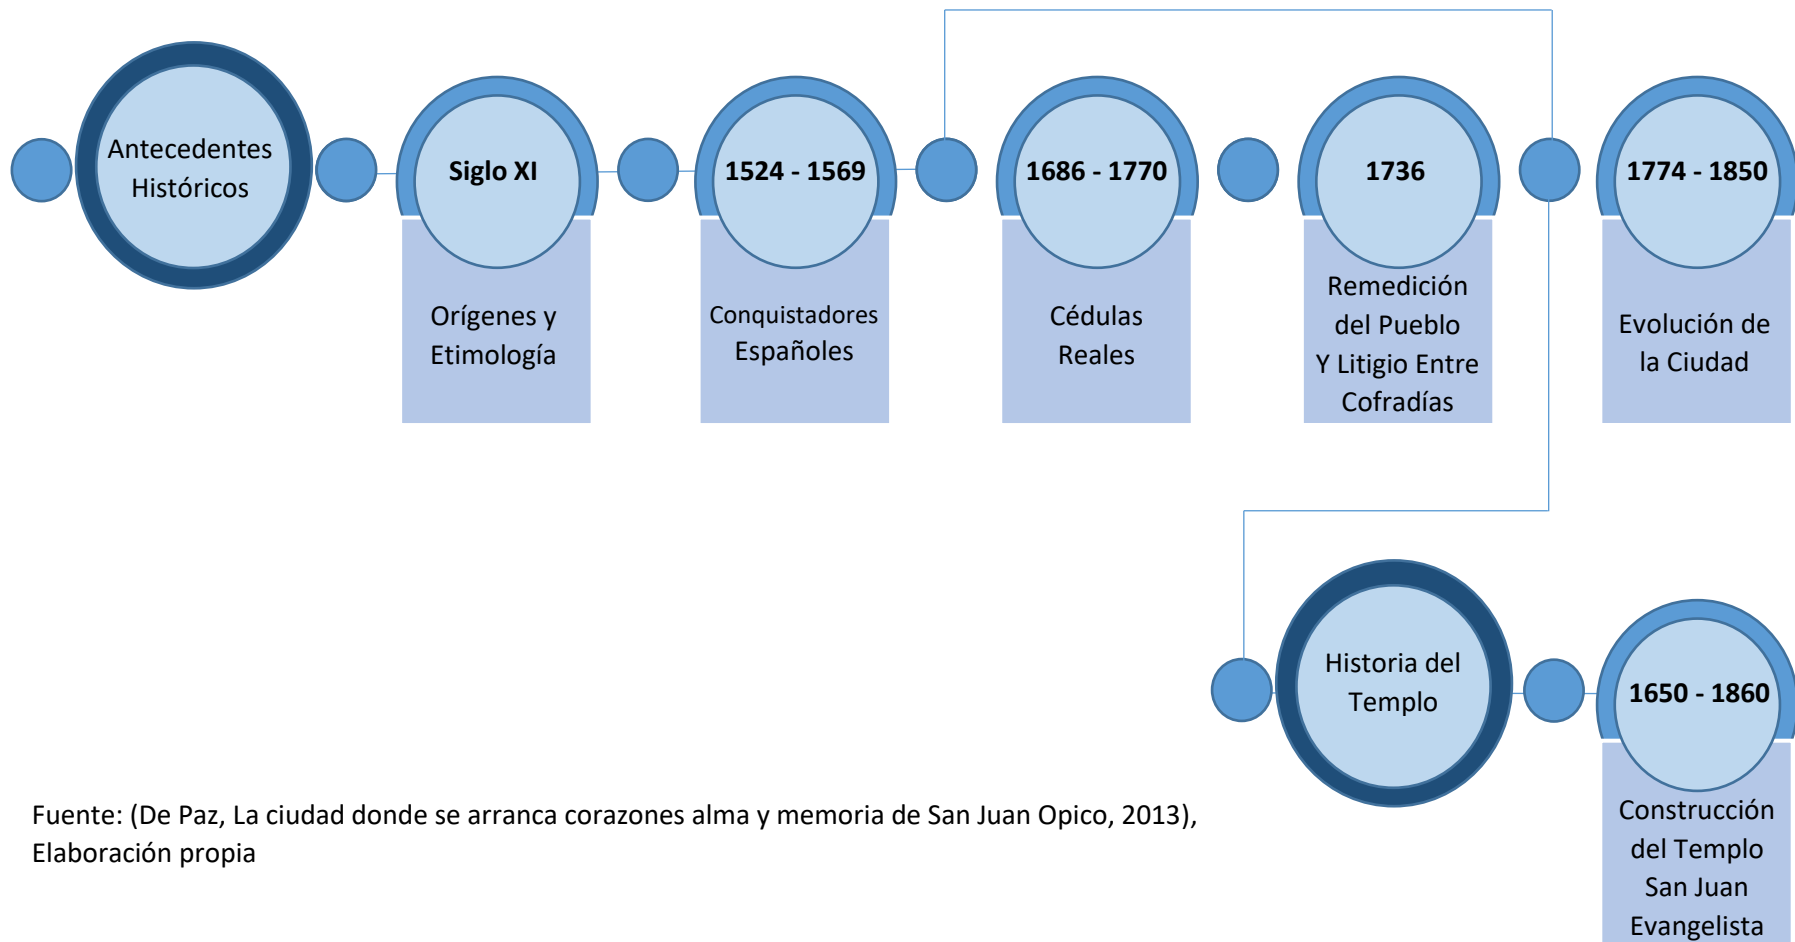 Antecedentes
Históricos
Siglo XI
Orígenes y
Etimología
1524 - 1569
Conquistadores
Españoles
1686 - 1770
Cédulas
Reales
1736
Remedición
del Pueblo
Y Litigio Entre
Cofradías
1774 - 1850
Evolución de
la Ciudad
Historia del
Templo
1650 - 1860
Construcción
del Templo
San Juan
Evangelista
Fuente: (De Paz, La ciudad donde se arranca corazones alma y memoria de San Juan Opico, 2013),
Elaboración propia